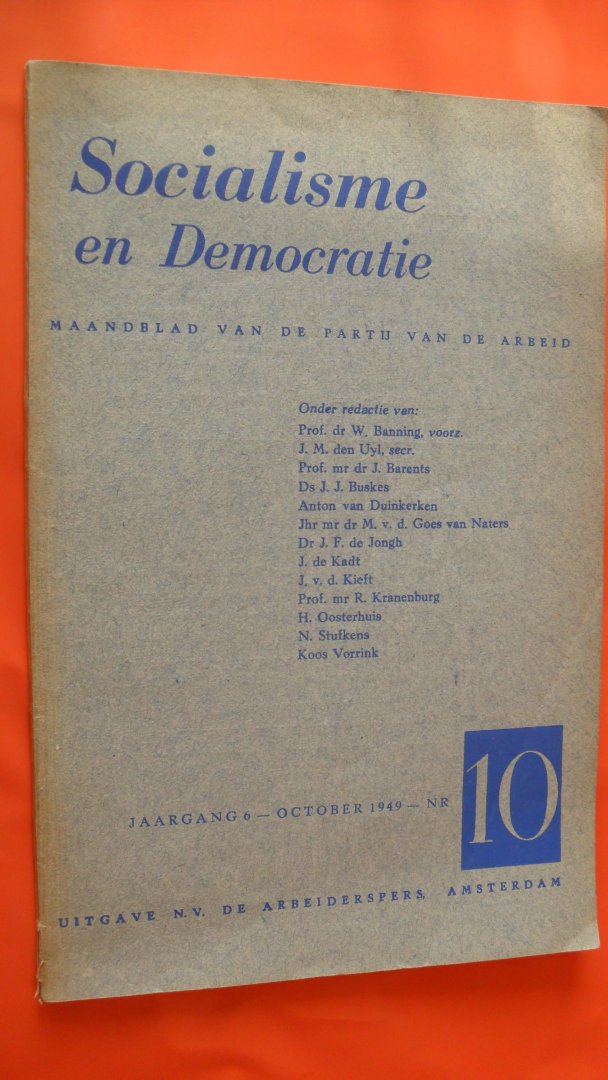 Socialisme
en Democratie
MAANDBLAD VAN DE PARTIJ VAN DE ARBEID
Onder redactie van:
Prof. dr W. Banning, voorz.
J. M. den Uyl, secr.
Prof. mr dr J. Barents
Ds J. J. Buskes
Anton van Duinkerken
Jhr mr dr M. v. d. Goes van Naters
Dr J. F. de Jongh
J. de Kadt
J. v. d. Kieft
Prof. mr R. Kranenburg
H. Oosterhuis
N. Stufkens
Koos Vorrink
JAARGANG 6 — OCTOBER 1949 — NR 10
UITGAVE N.V. DE ARBEIDERSPERS, AMSTERDAM